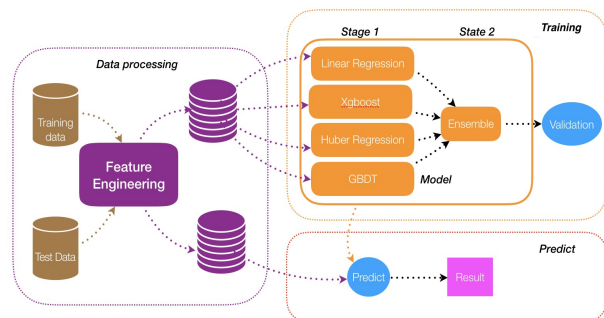 Data processing
Training
data
Feature
Engineering
Test Data
Stage 1
State 2
Training
Linear Regression
Xgboost
Huber Regression
GBDT
Ensemble
Validation
Model
Predict
Predict
Result